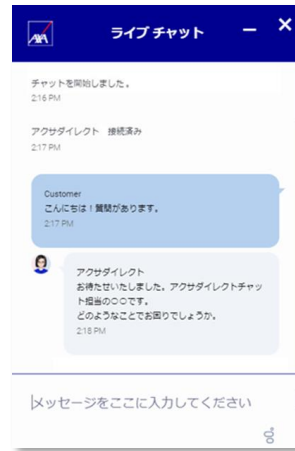 AXA
ライブ チャット
チャットを開始しました。
2:16 PM
アクサダイレクト 接続済み
2:17 PM
Customer
こんにちは！質問があります。
2:17 PM
アクサダイレクト
お待たせいたしました。アクサダイレクトチャッ
ト担当の〇〇です。
どのようなことでお困りでしょうか。
2:18 PM
メッセージをここに入力してください